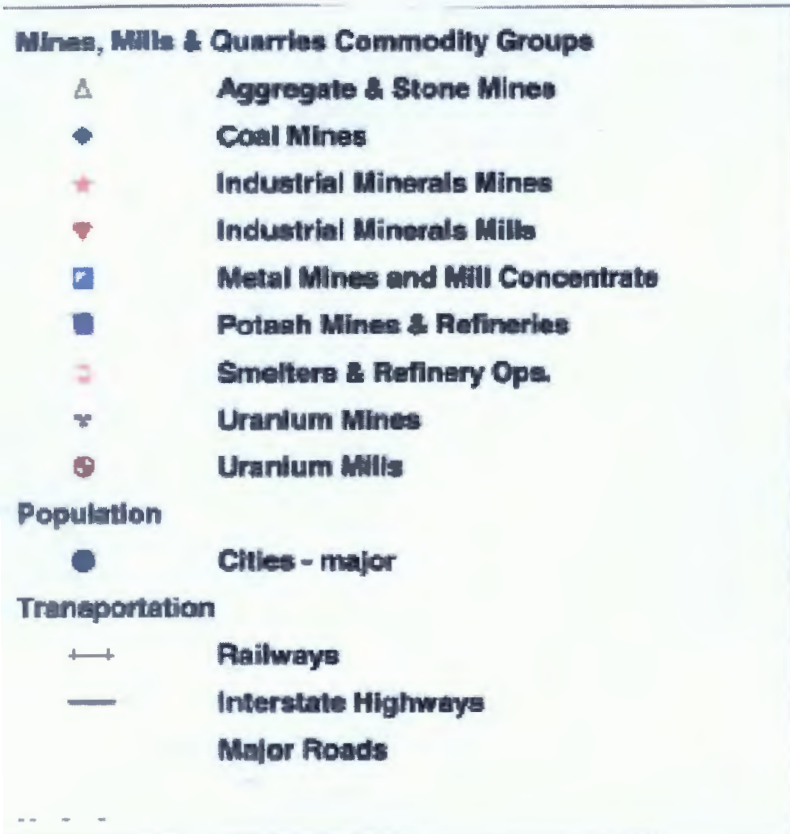 Mines, Mills & Quarries Commodity Groups
Aggregate & Stone Mines
Coal Mines
Industrial Minerals Mines
Industrial Minerals Mills
Metal Mines and Mill Concentrate
Potash Mines & Refineries
Smelters & Refinery Ops.
Uranium Mines
Uranium Mills
Population
Cities - major
Transportation
Railways
Interstate Highways
Major Roads